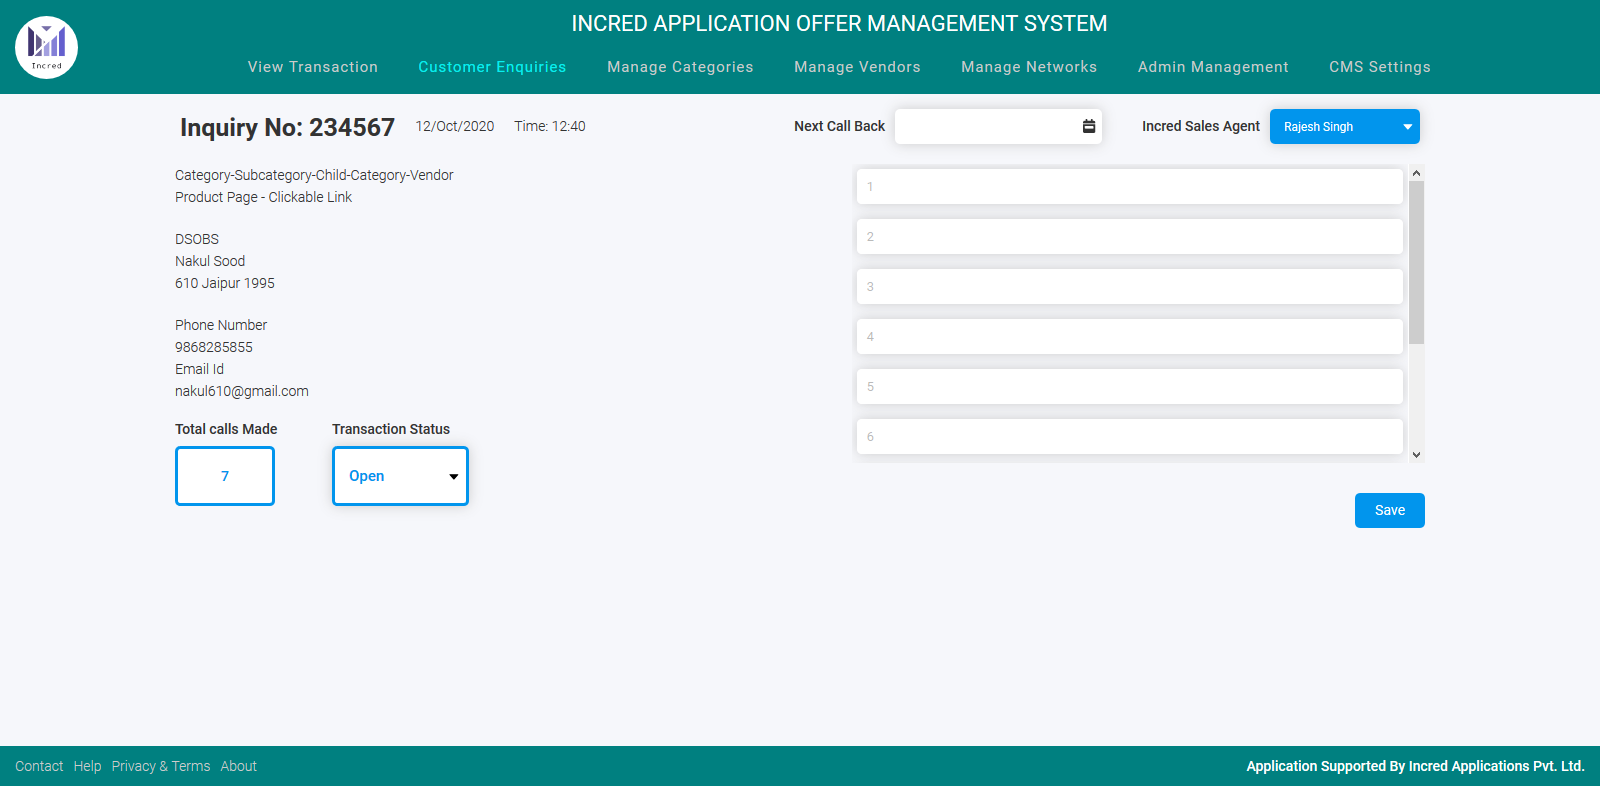 INCRED APPLICATION OFFER MANAGEMENT SYSTEM
Incred
View Transaction Customer Enquiries Manage Categories Manage Vendors Manage Networks Admin Management CMS Settings
Inquiry No: 234567 12/Oct/2020 Time: 12:40 Next Call Back Incred Sales Agent Rajesh Singh
Category-Subcategory-Child-Category-Vendor
Product Page - Clickable Link
DSOBS
Nakul Sood
610 Jaipur 1995
Phone Number
9868285855
Email Id
nakul610@gmail.com
Total calls Made Transaction Status
7 Open
1
2
3
4
5
6
Save
Contact Help Privacy & Terms About Application Supported By Incred Applications Pvt. Ltd.